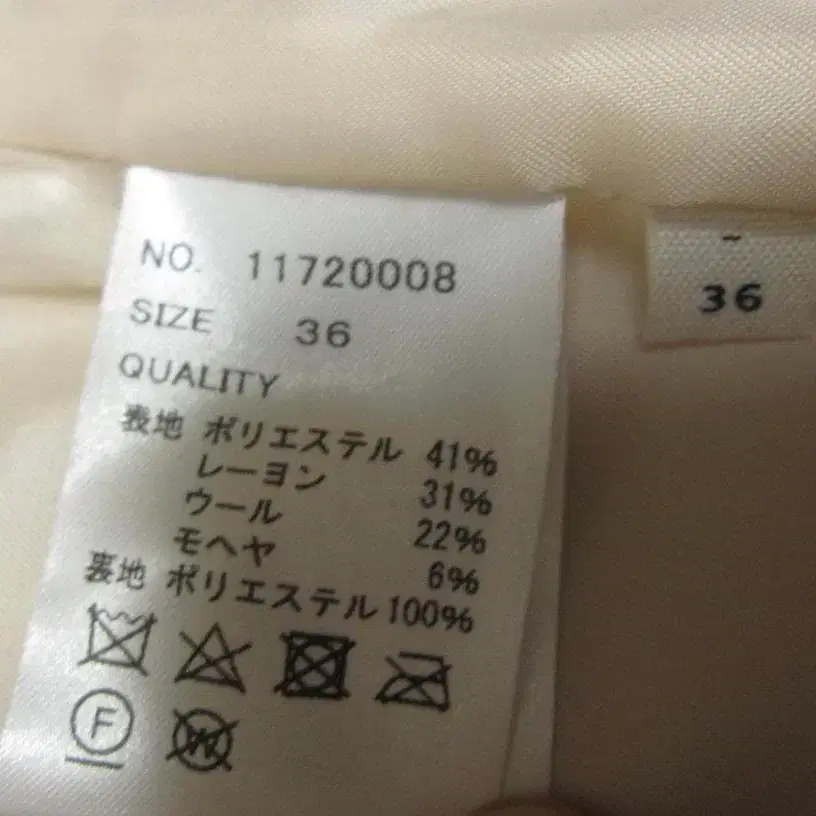 NO. 11720008
SIZE 36
QUALITY
表地 ポリエステル 41%
レーヨン 31%
ウール 22%
モヘヤ 6%
裏地 ポリエステル 100%
F
W
36